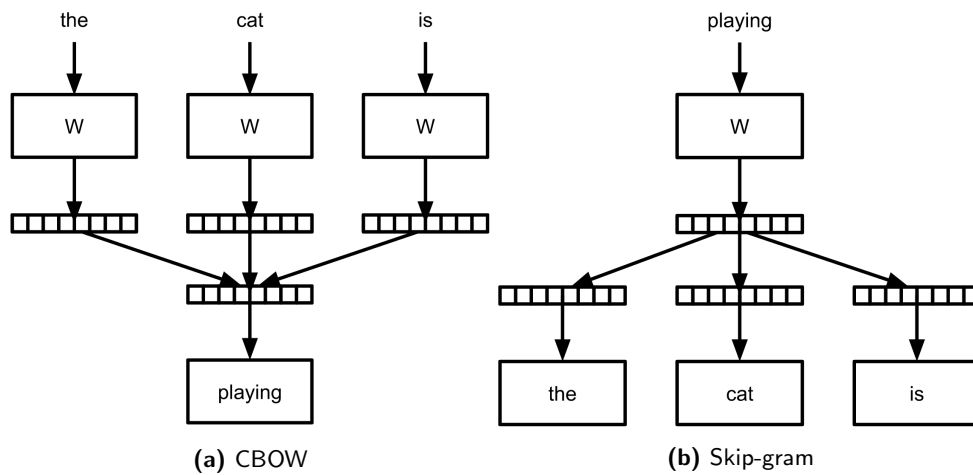 the cat is playing
W W W W
playing the cat is
(a) CBOW (b) Skip-gram